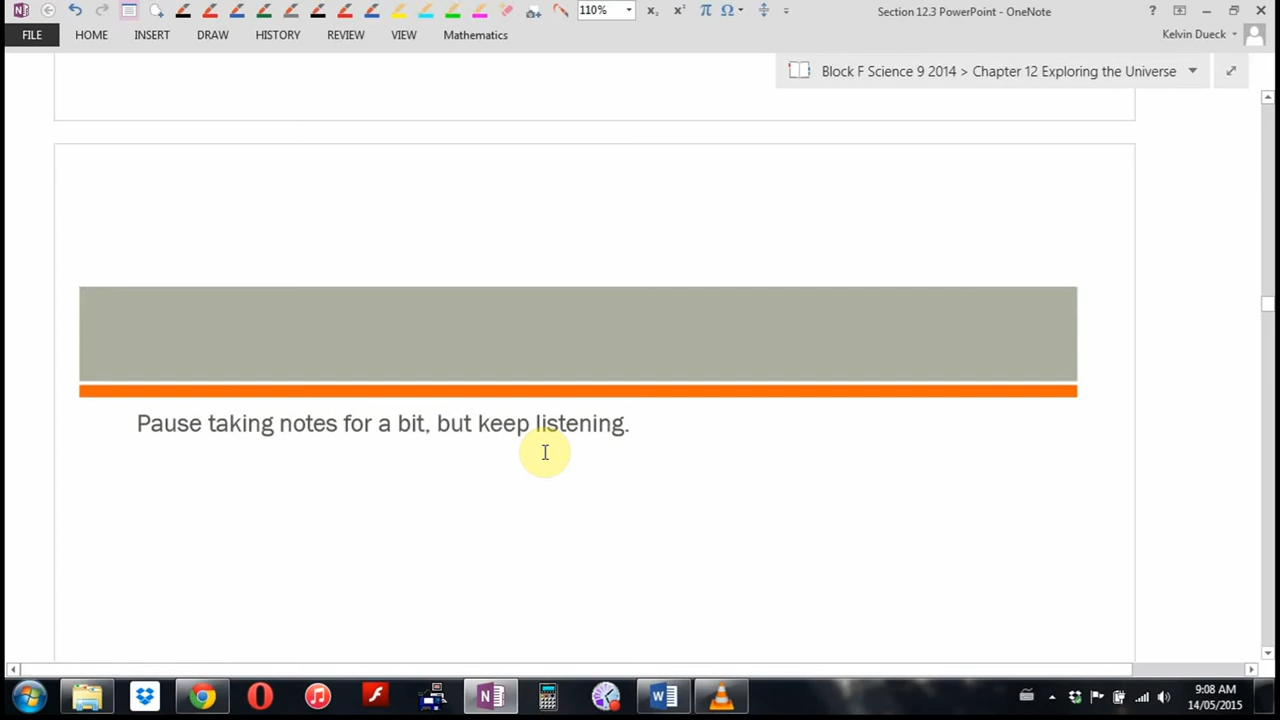 110%
x₂ x² π Ω
Section 12.3 PowerPoint - OneNote
?
FILE HOME INSERT DRAW HISTORY REVIEW VIEW Mathematics
Kelvin Dueck
Block F Science 9 2014 > Chapter 12 Exploring the Universe
Pause taking notes for a bit, but keep listening.
9:08 AM
14/05/2015